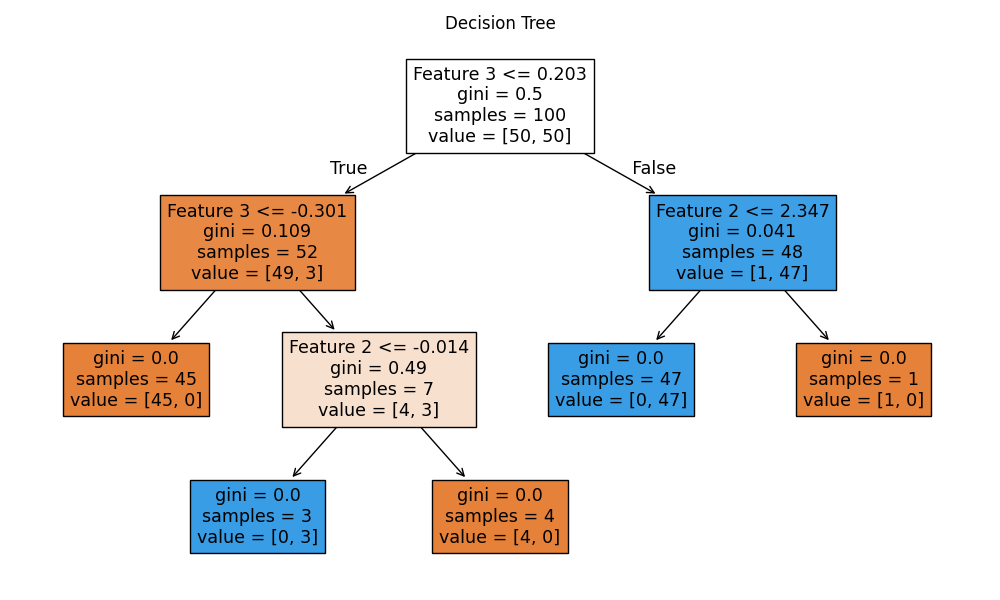 Decision Tree
Feature 3 <= 0.203
gini = 0.5
samples = 100
value = [50, 50]
True
False
Feature 3 <= -0.301
gini = 0.109
samples = 52
value = [49, 3]
Feature 2 <= 2.347
gini = 0.041
samples = 48
value = [1, 47]
gini = 0.0
samples = 45
value = [45, 0]
Feature 2 <= -0.014
gini = 0.49
samples = 7
value = [4, 3]
gini = 0.0
samples = 47
value = [0, 47]
gini = 0.0
samples = 1
value = [1, 0]
gini = 0.0
samples = 3
value = [0, 3]
gini = 0.0
samples = 4
value = [4, 0]